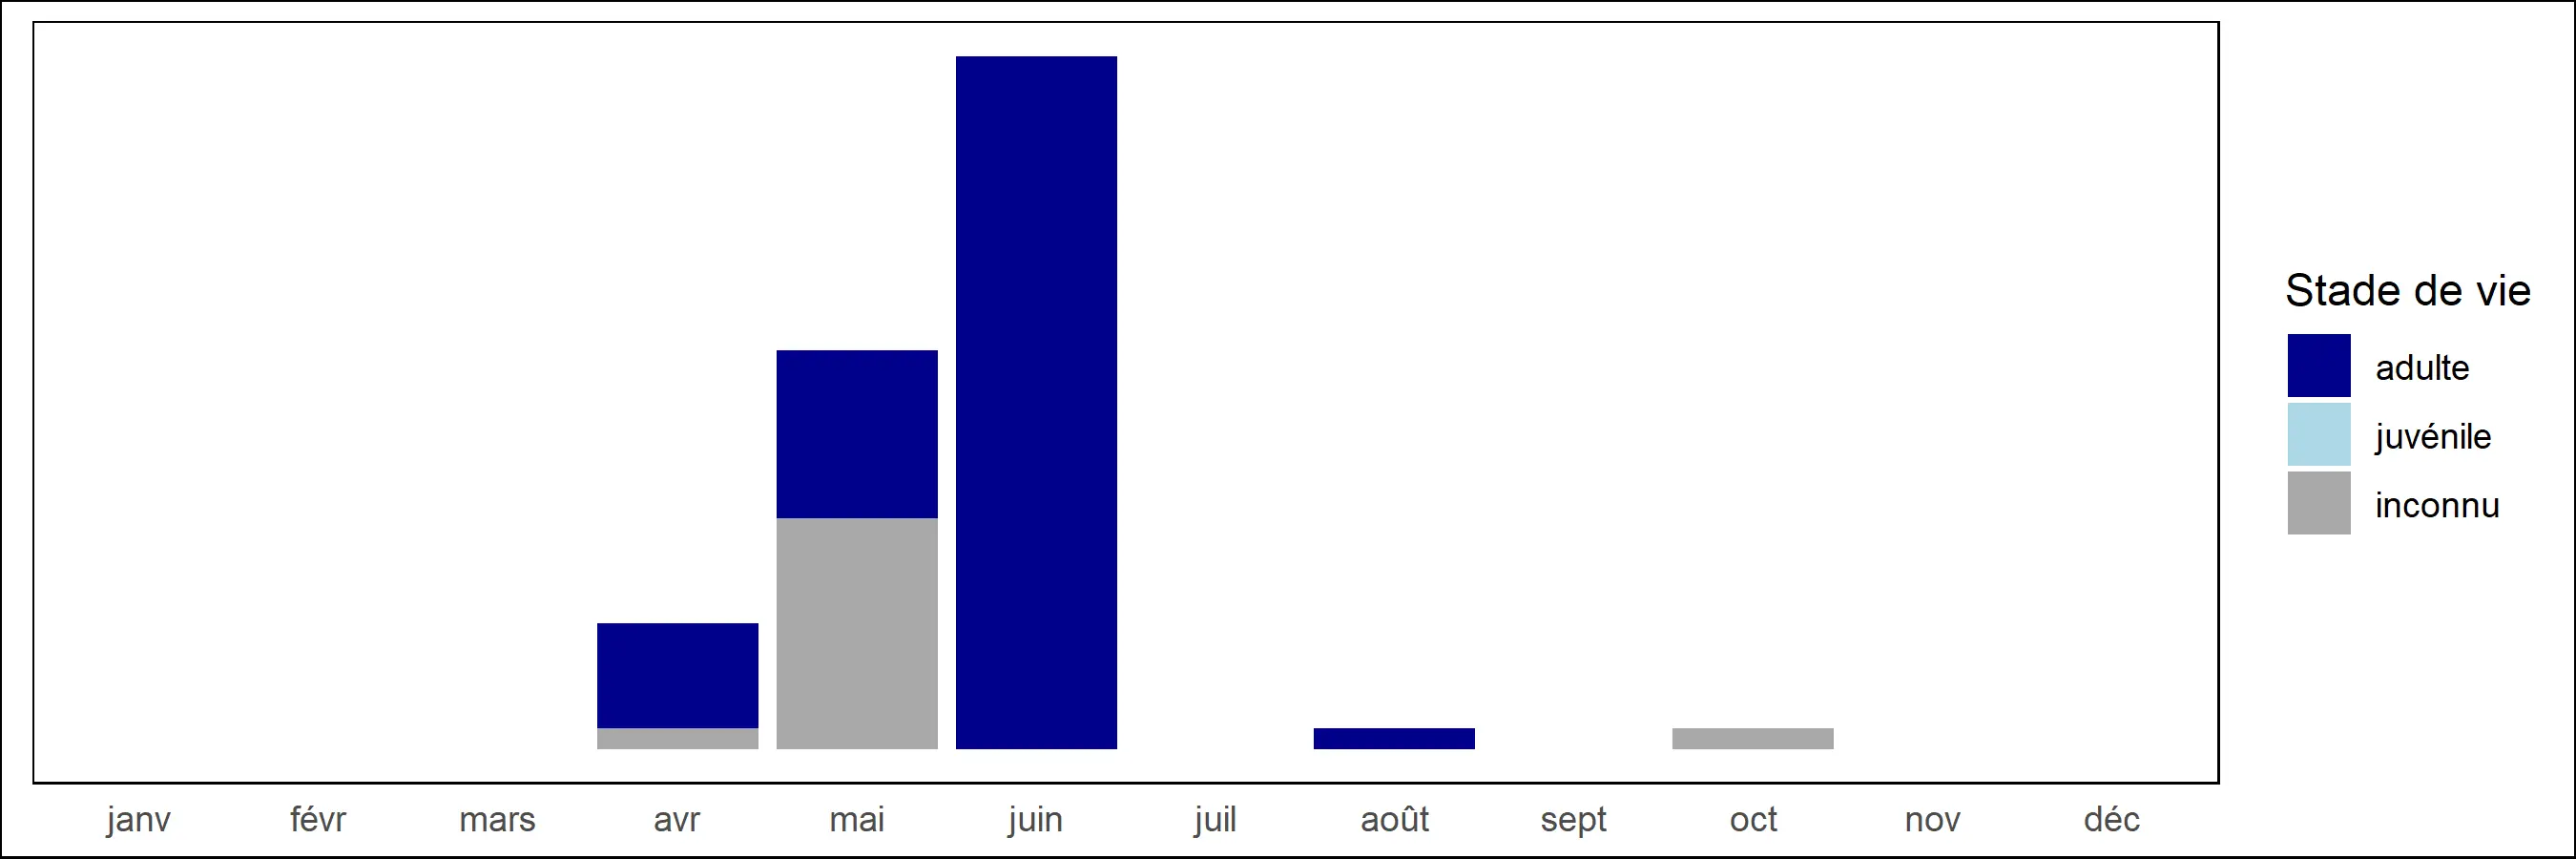 Stade de vie
adulte
juvénile
inconnu
janv févr mars avr mai juin juil août sept oct nov déc